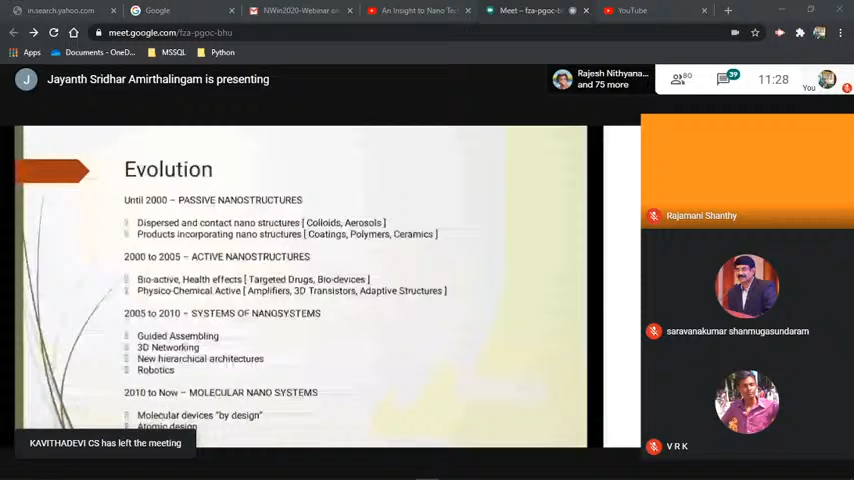 in.search.yahoo.com
Google
NWin2020-Webinar on
An Insight to Nano Tec
Meet – fza-pgoc-b
YouTube
meet.google.com/fza-pgoc-bhu
Apps
Documents - OneD...
MSSQL
Python
J
Jayanth Sridhar Amirthalingam is presenting
Rajesh Nithyana...
and 75 more
80
39
11:28
You
Evolution
Until 2000 – PASSIVE NANOSTRUCTURES
Dispersed and contact nano structures [ Colloids, Aerosols ]
Products incorporating nano structures [ Coatings, Polymers, Ceramics ]
2000 to 2005 – ACTIVE NANOSTRUCTURES
Bio-active, Health effects [ Targeted Drugs, Bio-devices ]
Physico-Chemical Active [ Amplifiers, 3D Transistors, Adaptive Structures ]
2005 to 2010 – SYSTEMS OF NANOSYSTEMS
Guided Assembling
3D Networking
New hierarchical architectures
Robotics
2010 to Now – MOLECULAR NANO SYSTEMS
Molecular devices "by design"
Atomic design
KAVITHADEVI CS has left the meeting
Rajamani Shanthy
saravanakumar shanmugasundaram
V R K